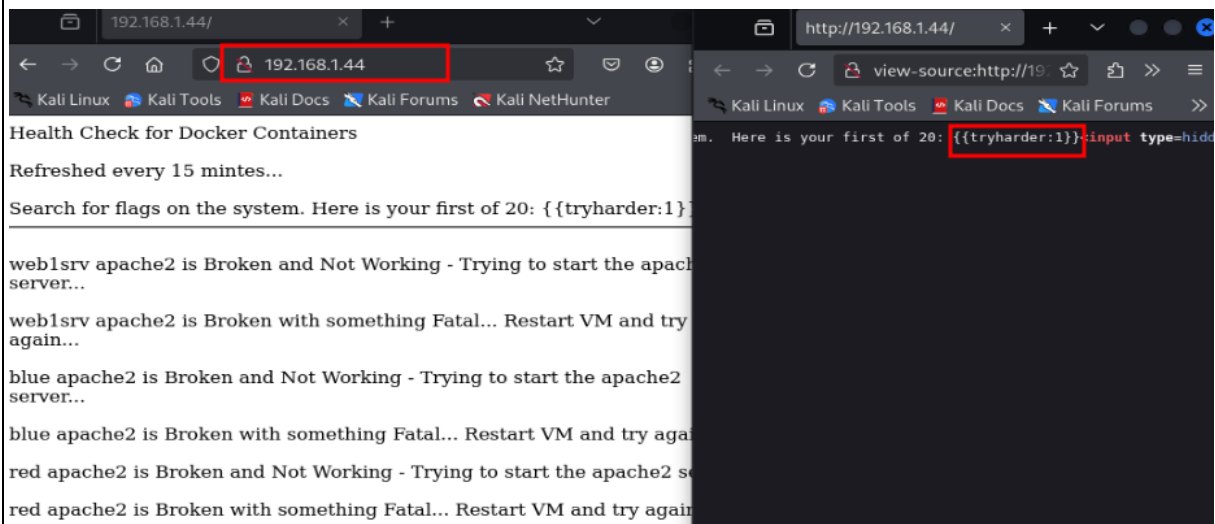 192.168.1.44/
192.168.1.44
Kali Linux Kali Tools Kali Docs Kali Forums Kali NetHunter
Health Check for Docker Containers
Refreshed every 15 mintes...
Search for flags on the system. Here is your first of 20: {{tryharder:1}
web1srv apache2 is Broken and Not Working - Trying to start the
server...
web1srv apache2 is Broken with something Fatal... Restart VM and try
again...
blue apache2 is Broken and Not Working - Trying to start the apache2
server...
blue apache2 is Broken with something Fatal... Restart VM and try
red apache2 is Broken and Not Working - Trying to start the apache2
red apache2 is Broken with something Fatal... Restart VM and try
http://192.168.1.44/
view-source:http://19
Kali Linux Kali Tools Kali Docs Kali Forums
Here is your first of 20: {{tryharder:1}}<input type=hidd